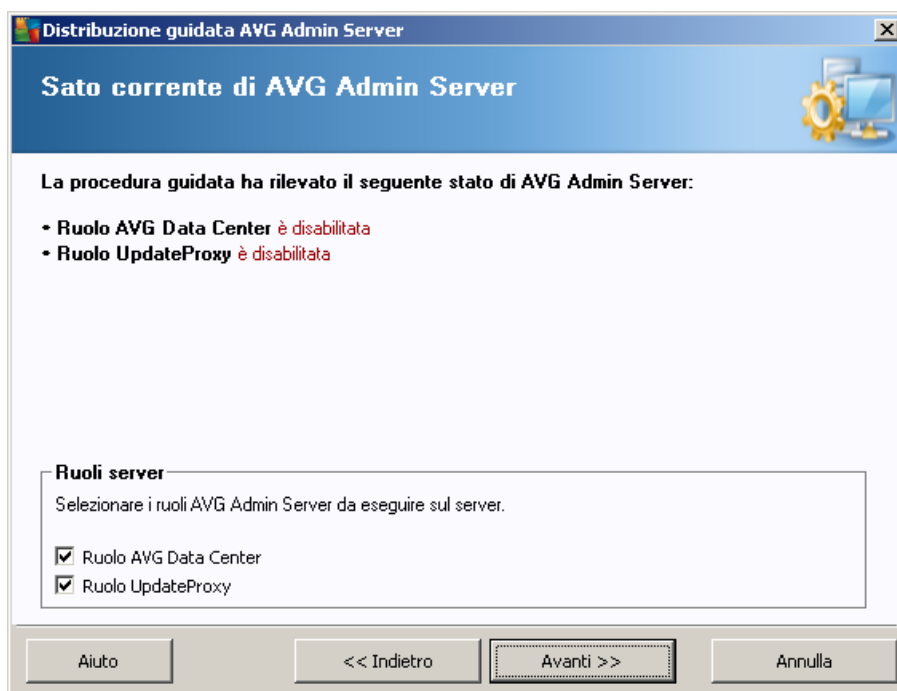 Distribuzione guidata AVG Admin Server
Sato corrente di AVG Admin Server
La procedura guidata ha rilevato il seguente stato di AVG Admin Server:
• Ruolo AVG Data Center è disabilitata
• Ruolo UpdateProxy è disabilitata
Ruoli server
Selezionare i ruoli AVG Admin Server da eseguire sul server.
Ruolo AVG Data Center
Ruolo UpdateProxy
Aiuto << Indietro Avanti >> Annulla